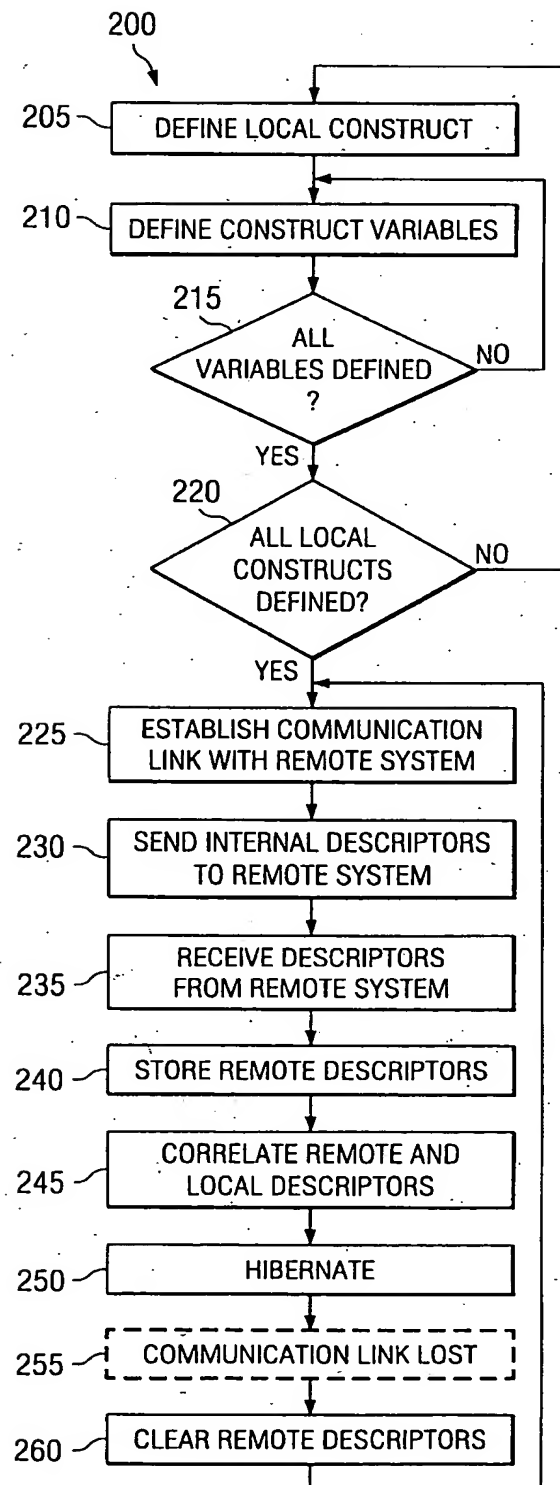 200
205
DEFINE LOCAL CONSTRUCT
210
DEFINE CONSTRUCT VARIABLES
215
ALL
VARIABLES DEFINED
?
NO
YES
220
ALL LOCAL
CONSTRUCTS
DEFINED?
NO
YES
225
ESTABLISH COMMUNICATION
LINK WITH REMOTE SYSTEM
230
SEND INTERNAL DESCRIPTORS
TO REMOTE SYSTEM
235
RECEIVE DESCRIPTORS
FROM REMOTE SYSTEM
240
STORE REMOTE DESCRIPTORS
245
CORRELATE REMOTE AND
LOCAL DESCRIPTORS
250
HIBERNATE
255
COMMUNICATION LINK LOST
260
CLEAR REMOTE DESCRIPTORS